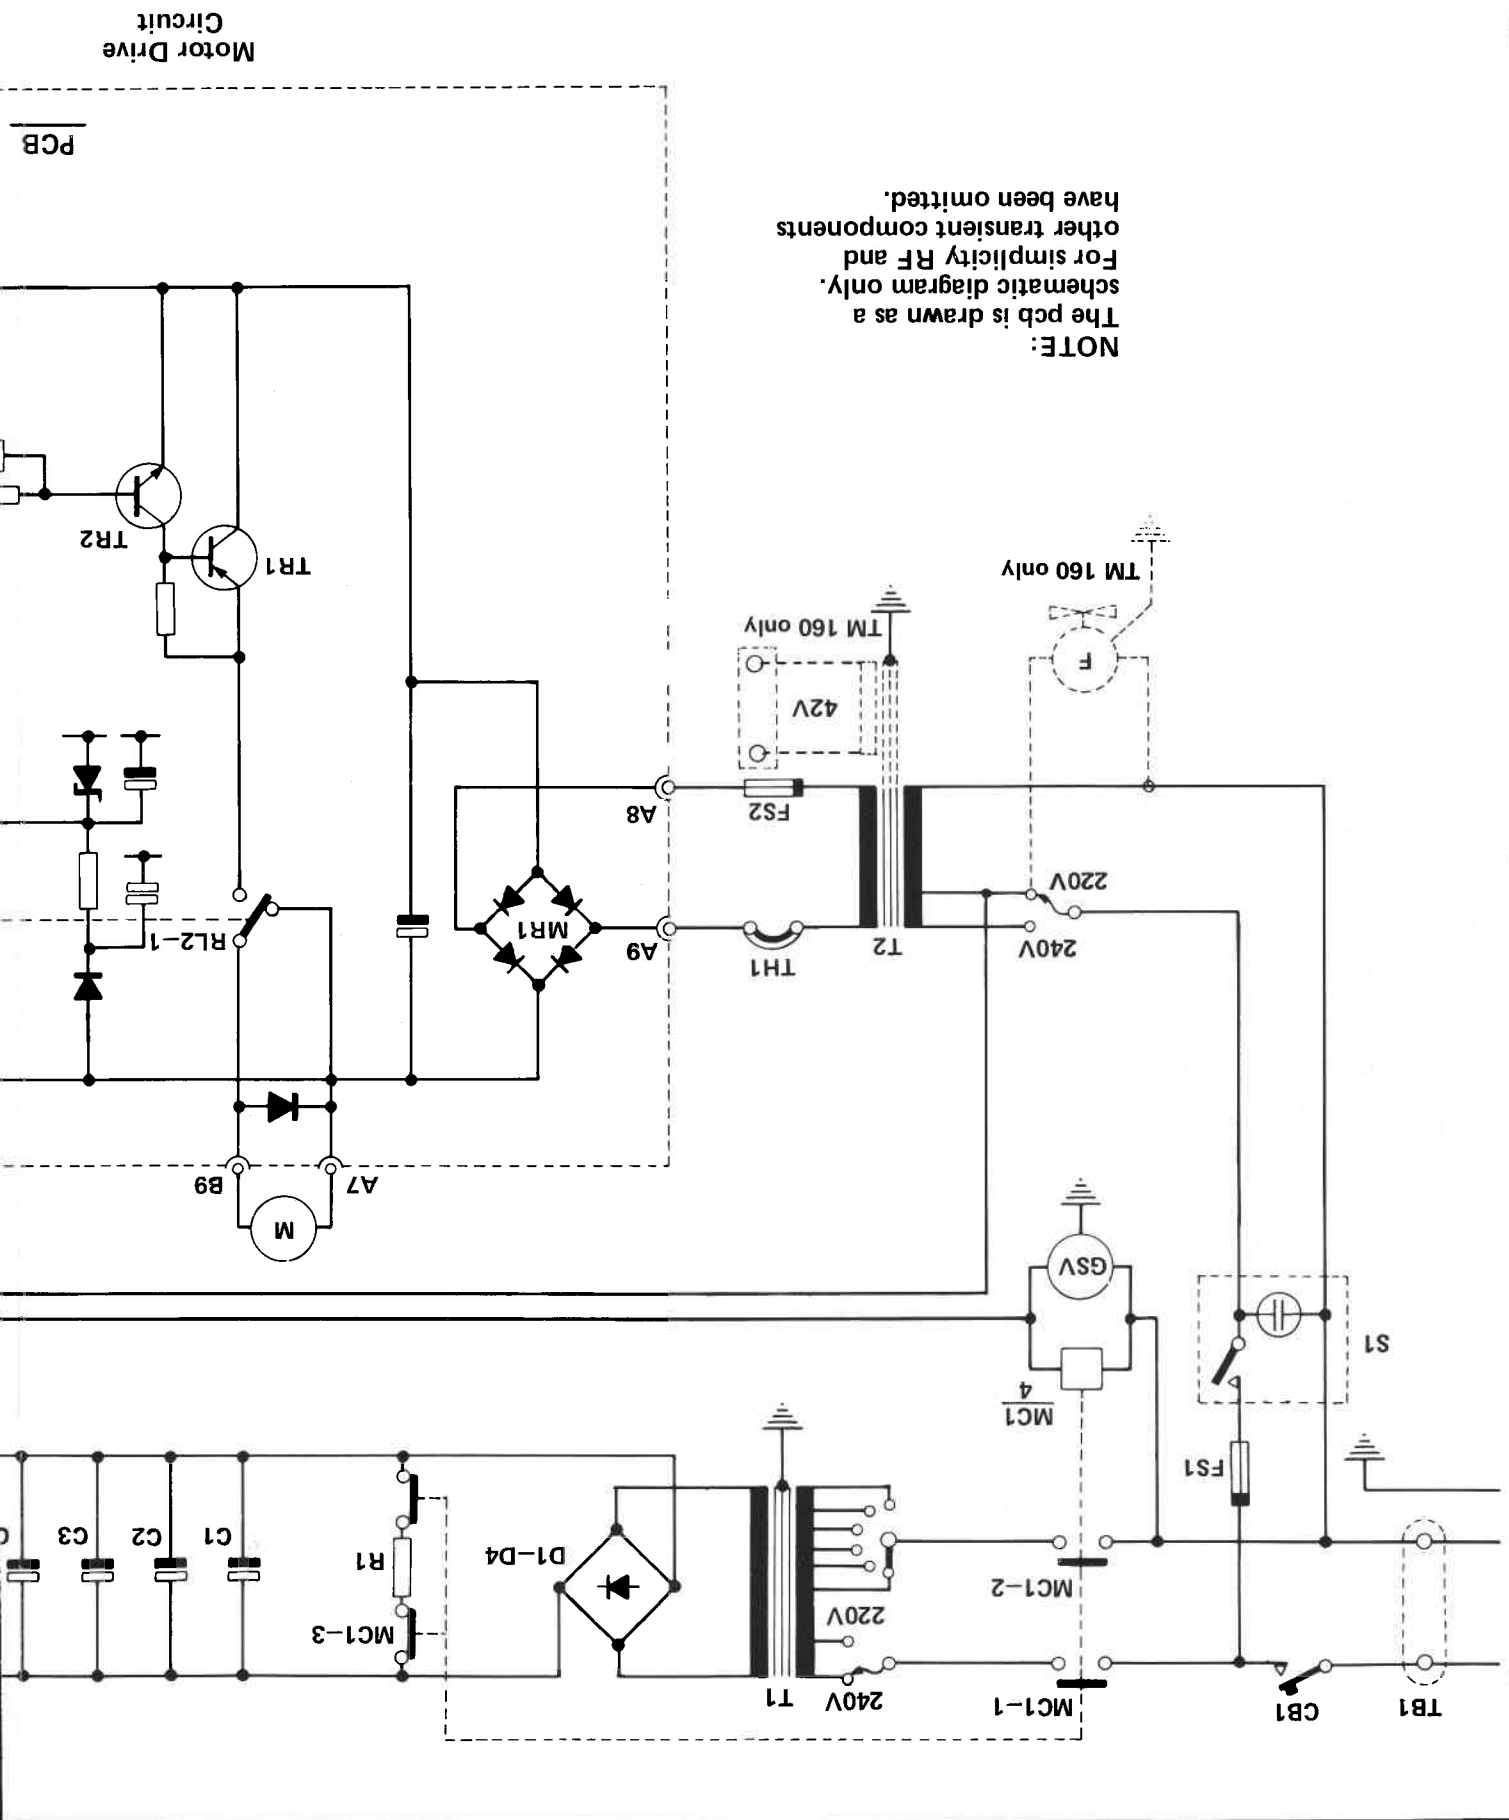 TB1
CB1
MC1-1
240V
T1
220V
MC1-2
MC1-3
R1
D1-D4
C1
C2
C3
FS1
S1
MC1
4
GSV
M
A7
B9
240V
T2
TH1
A9
MR1
RL2-1
220V
FS2
A8
42V
F
TM 160 only
TM 160 only
TR1
TR2
NOTE:
The pcb is drawn as a
schematic diagram only.
For simplicity RF and
other transient components
have been omitted.
PCB
Motor Drive
Circuit